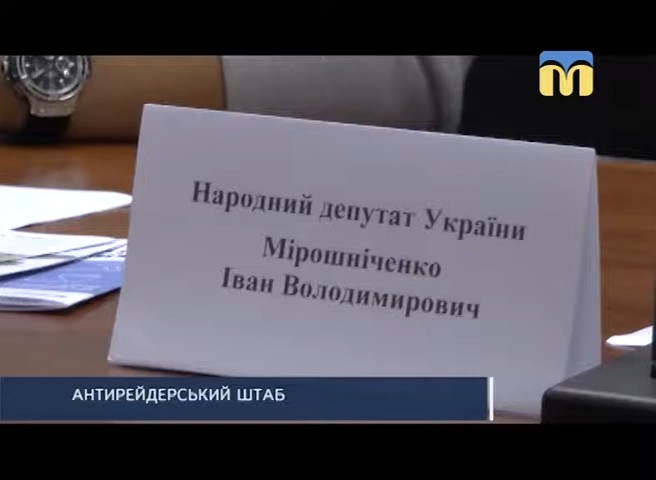 Народний депутат України
Мірошніченко
Іван Володимирович
АНТИРЕЙДЕРСЬКИЙ ШТАБ